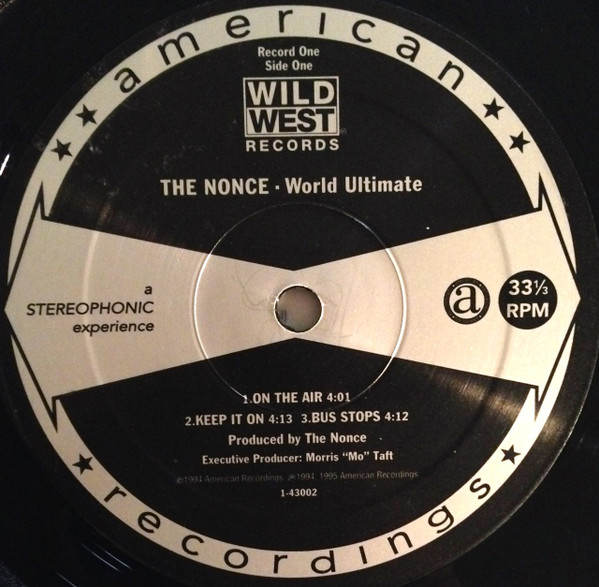 american
Record One
Side One
WILD
WEST
RECORDS
THE NONCE • World Ultimate
a
STEREOPHONIC
experience
a
33⅓
RPM
1.ON THE AIR 4:01
2.KEEP IT ON 4:13 3.BUS STOPS 4:12
Produced by The Nonce
Executive Producer: Morris “Mo” Taft
©1994 American Recordings. ℗1994, 1995 American Recordings
1-43002
recordings